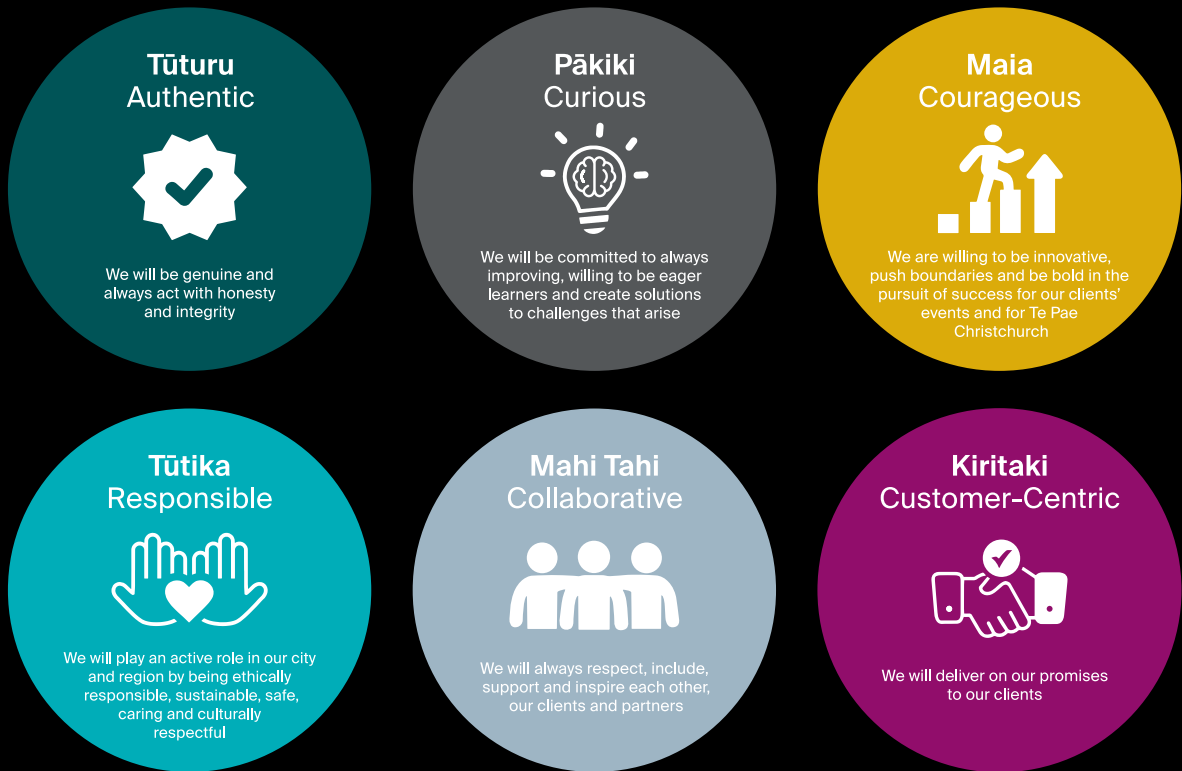 Tūturu
Authentic
We will be genuine and
always act with honesty
and integrity
Pākiki
Curious
We will be committed to always
improving, willing to be eager
learners and create solutions
to challenges that arise
Maia
Courageous
We are willing to be innovative,
push boundaries and be bold in the
pursuit of success for our clients’
events and for Te Pae
Christchurch
Tūtika
Responsible
We will play an active role in our city
and region by being ethically
responsible, sustainable, safe,
caring and culturally
respectful
Mahi Tahi
Collaborative
We will always respect, include,
support and inspire each other,
our clients and partners
Kiritaki
Customer-Centric
We will deliver on our promises
to our clients